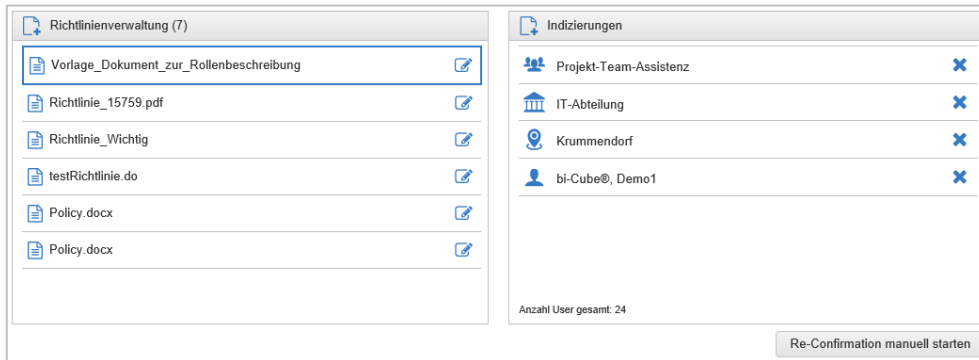 Richtlinienverwaltung (7)
Vorlage_Dokument_zur_Rollenbeschreibung
Richtlinie_15759.pdf
Richtlinie_Wichtig
testRichtlinie.do
Policy.docx
Policy.docx
Indizierungen
Projekt-Team-Assistenz
IT-Abteilung
Krummendorf
bi-Cube®, Demo1
Anzahl User gesamt: 24
Re-Confirmation manuell starten